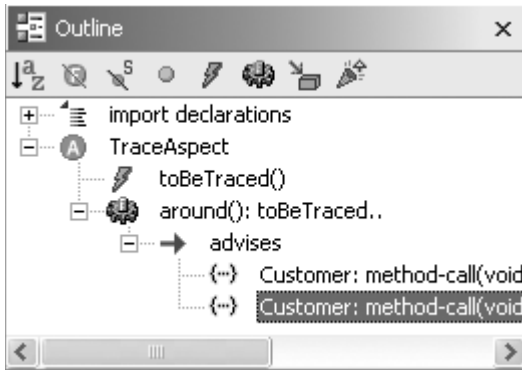 Outline
import declarations
TraceAspect
toBeTraced()
around(): toBeTraced..
advises
Customer: method-call(void
Customer: method-call(void